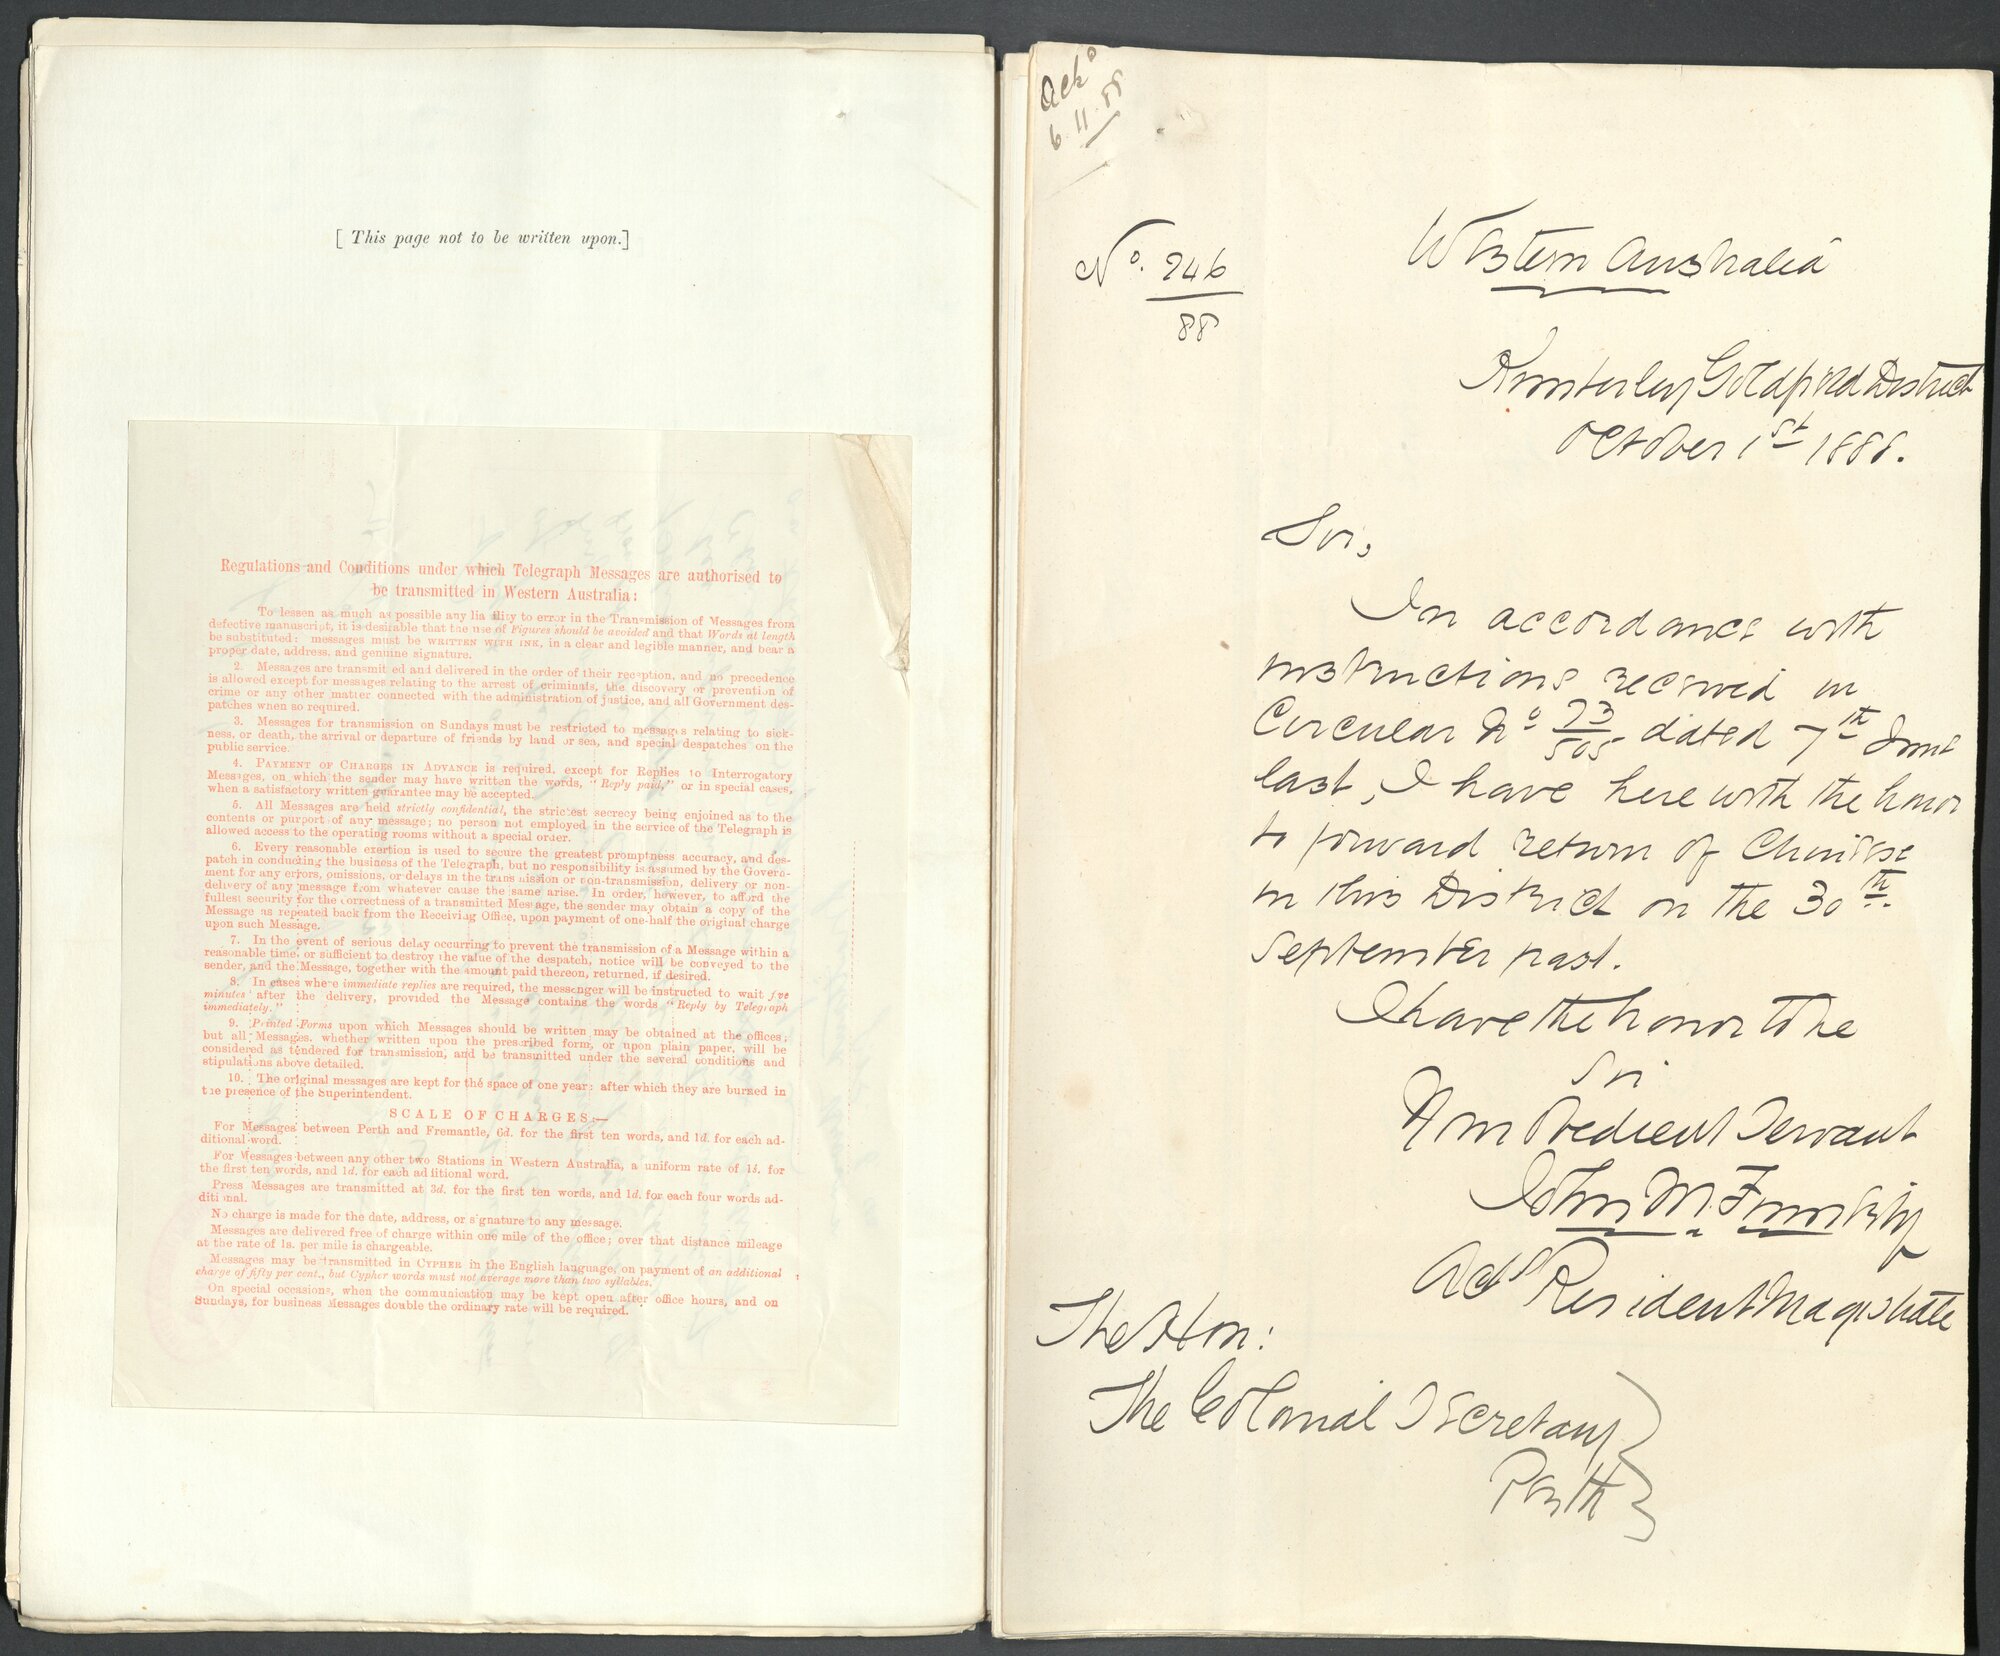 [ This page not to be written upon.]
Regulations and Conditions under which Telegraph Messages are authorised to
be transmitted in Western Australia:
To lessen as much as possible any lia ility to error in the Transmission of Messages from
defective manuscript, it is desirable that the use of Figures should be avoided and that Words at length
be substituted: messages must be WRITTEN WITH INK, in a clear and legible manner, and bear a
proper date, address, and genuine signature.
2. Messages are transmit ed and delivered in the order of their reception, and no precedence
is allowed except for messages relating to the arrest of criminals, the discovery or prevention of
crime or any other matter connected with the administration of justice, and all Government des-
patches when so required.
3. Messages for transmission on Sundays must be restricted to messages relating to sick-
ness, or death, the arrival or departure of friends by land or sea, and special despatches on the
public service.
4. PAYMENT OF CHARGES IN ADVANCE is required, except for Replies to Interrogatory
Messages, on which the sender may have written the words, "Reply paid," or in special cases,
when a satisfactory written guarantee may be accepted.
5. All Messages are held strictly confidential, the strictest secrecy being enjoined as to the
contents or purport of any message; no person not employed in the service of the Telegraph is
allowed access to the operating rooms without a special order.
6. Every reasonable exertion is used to secure the greatest promptness accuracy, and des-
patch in conducting the business of the Telegraph, but no responsibility is assumed by the Govern-
ment for any errors, omissions, or delays in the trans mission or non-transmission, delivery or non-
delivery of any message from whatever cause the same arise. In order, however, to afford the
fullest security for the correctness of a transmitted Message, the sender may obtain a copy of the
Message as repeated back from the Receiving Office, upon payment of one-half the original charge
upon such Message.
7. In the event of serious delay occurring to prevent the transmission of a Message within a
reasonable time, or sufficient to destroy the value of the despatch, notice will be conveyed to the
sender, and the Message, together with the amount paid thereon, returned, if desired.
8. In cases where immediate replies are required, the messenger will be instructed to wait five
minutes after the delivery, provided the Message contains the words "Reply by Telegraph
immediately."
9. Printed Forms upon which Messages should be written may be obtained at the offices;
but all Messages, whether written upon the prescribed form, or upon plain paper, will be
considered as tendered for transmission, and be transmitted under the several conditions and
stipulations above detailed.
10. The original messages are kept for the space of one year: after which they are burned in
the presence of the Superintendent.
SCALE OF CHARGES:—
For Messages between Perth and Fremantle, 6d. for the first ten words, and 1d. for each ad-
ditional word.
For Messages between any other two Stations in Western Australia, a uniform rate of 1s. for
the first ten words, and 1d. for each additional word.
Press Messages are transmitted at 3d. for the first ten words, and 1d. for each four words ad-
ditional.
No charge is made for the date, address, or signature to any message.
Messages are delivered free of charge within one mile of the office; over that distance mileage
at the rate of 1s. per mile is chargeable.
Messages may be transmitted in CYPHER in the English language, on payment of an additional
charge of fifty per cent., but Cypher words must not average more than two syllables.
On special occasions, when the communication may be kept open after office hours, and on
Sundays, for business Messages double the ordinary rate will be required.
Ackd
6.11.88
No. 246
88
Western Australia
Kimberley Goldfield District
October 1st 1888.
Sir,
In accordance with
instructions received in
Circular No 23/505 dated 7th June
last, I have here with the honor
to forward return of Chinese
in this District on the 30th.
September past.
I have the honor to be
Sir
Obedient Servant
John M. Finnerty
Actg Resident Magistrate
The Hon:
The Colonial Secretary
Perth